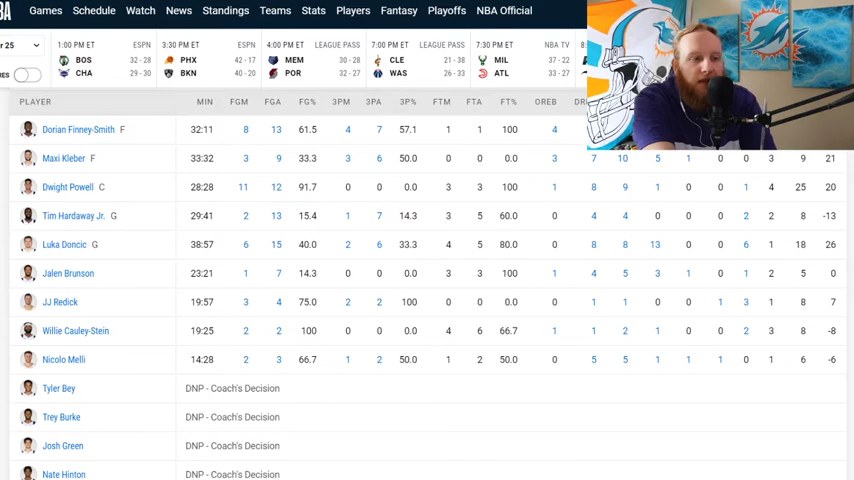 BA Games Schedule Watch News Standings Teams Stats Players Fantasy Playoffs NBA Official
r 25
1:00 PM ET ESPN 3:30 PM ET ESPN 4:00 PM ET LEAGUE PASS 7:00 PM ET LEAGUE PASS 7:30 PM ET NBA TV 8:
BOS 32 - 28 PHX 42 - 17 MEM 30 - 28 CLE 21 - 38 MIL 37 - 22
RES CHA 29 - 30 BKN 40 - 20 POR 32 - 27 WAS 26 - 33 ATL 33 - 27
PLAYER MIN FGM FGA FG% 3PM 3PA 3P% FTM FTA FT% OREB DR
Dorian Finney-Smith F 32:11 8 13 61.5 4 7 57.1 1 1 100 4
Maxi Kleber F 33:32 3 9 33.3 3 6 50.0 0 0 0.0 3 7 10 5 1 0 0 3 9 21
Dwight Powell C 28:28 11 12 91.7 0 0 0.0 3 3 100 1 8 9 1 0 0 1 4 25 20
Tim Hardaway Jr. G 29:41 2 13 15.4 1 7 14.3 3 5 60.0 0 4 4 0 0 0 2 2 8 -13
Luka Doncic G 38:57 6 15 40.0 2 6 33.3 4 5 80.0 0 8 8 13 0 0 6 1 18 26
Jalen Brunson 23:21 1 7 14.3 0 0 0.0 3 3 100 1 4 5 3 1 0 1 2 5 0
JJ Redick 19:57 3 4 75.0 2 2 100 0 0 0.0 0 1 1 0 0 1 3 1 8 7
Willie Cauley-Stein 19:25 2 2 100 0 0 0.0 4 6 66.7 1 1 2 1 0 0 2 3 8 -8
Nicolo Melli 14:28 2 3 66.7 1 2 50.0 1 2 50.0 0 5 5 1 1 1 0 1 6 -6
Tyler Bey DNP - Coach's Decision
Trey Burke DNP - Coach's Decision
Josh Green DNP - Coach's Decision
Nate Hinton DNP - Coach's Decision